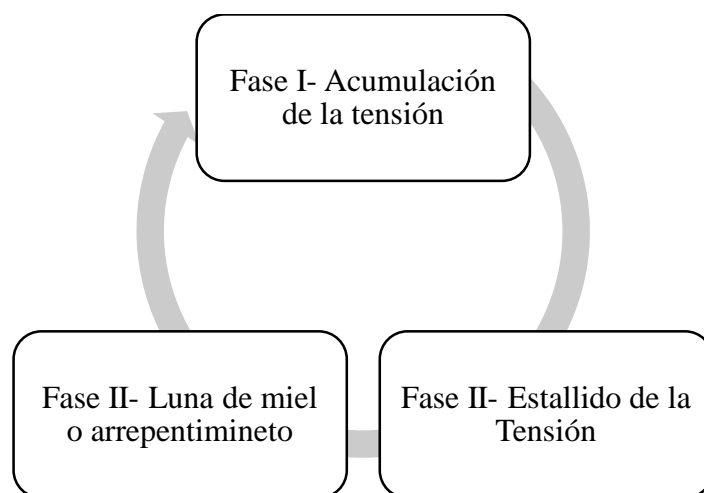 Fase I- Acumulación
de la tensión
Fase II- Luna de miel
o arrepentimineto
Fase II- Estallido de la
Tensión